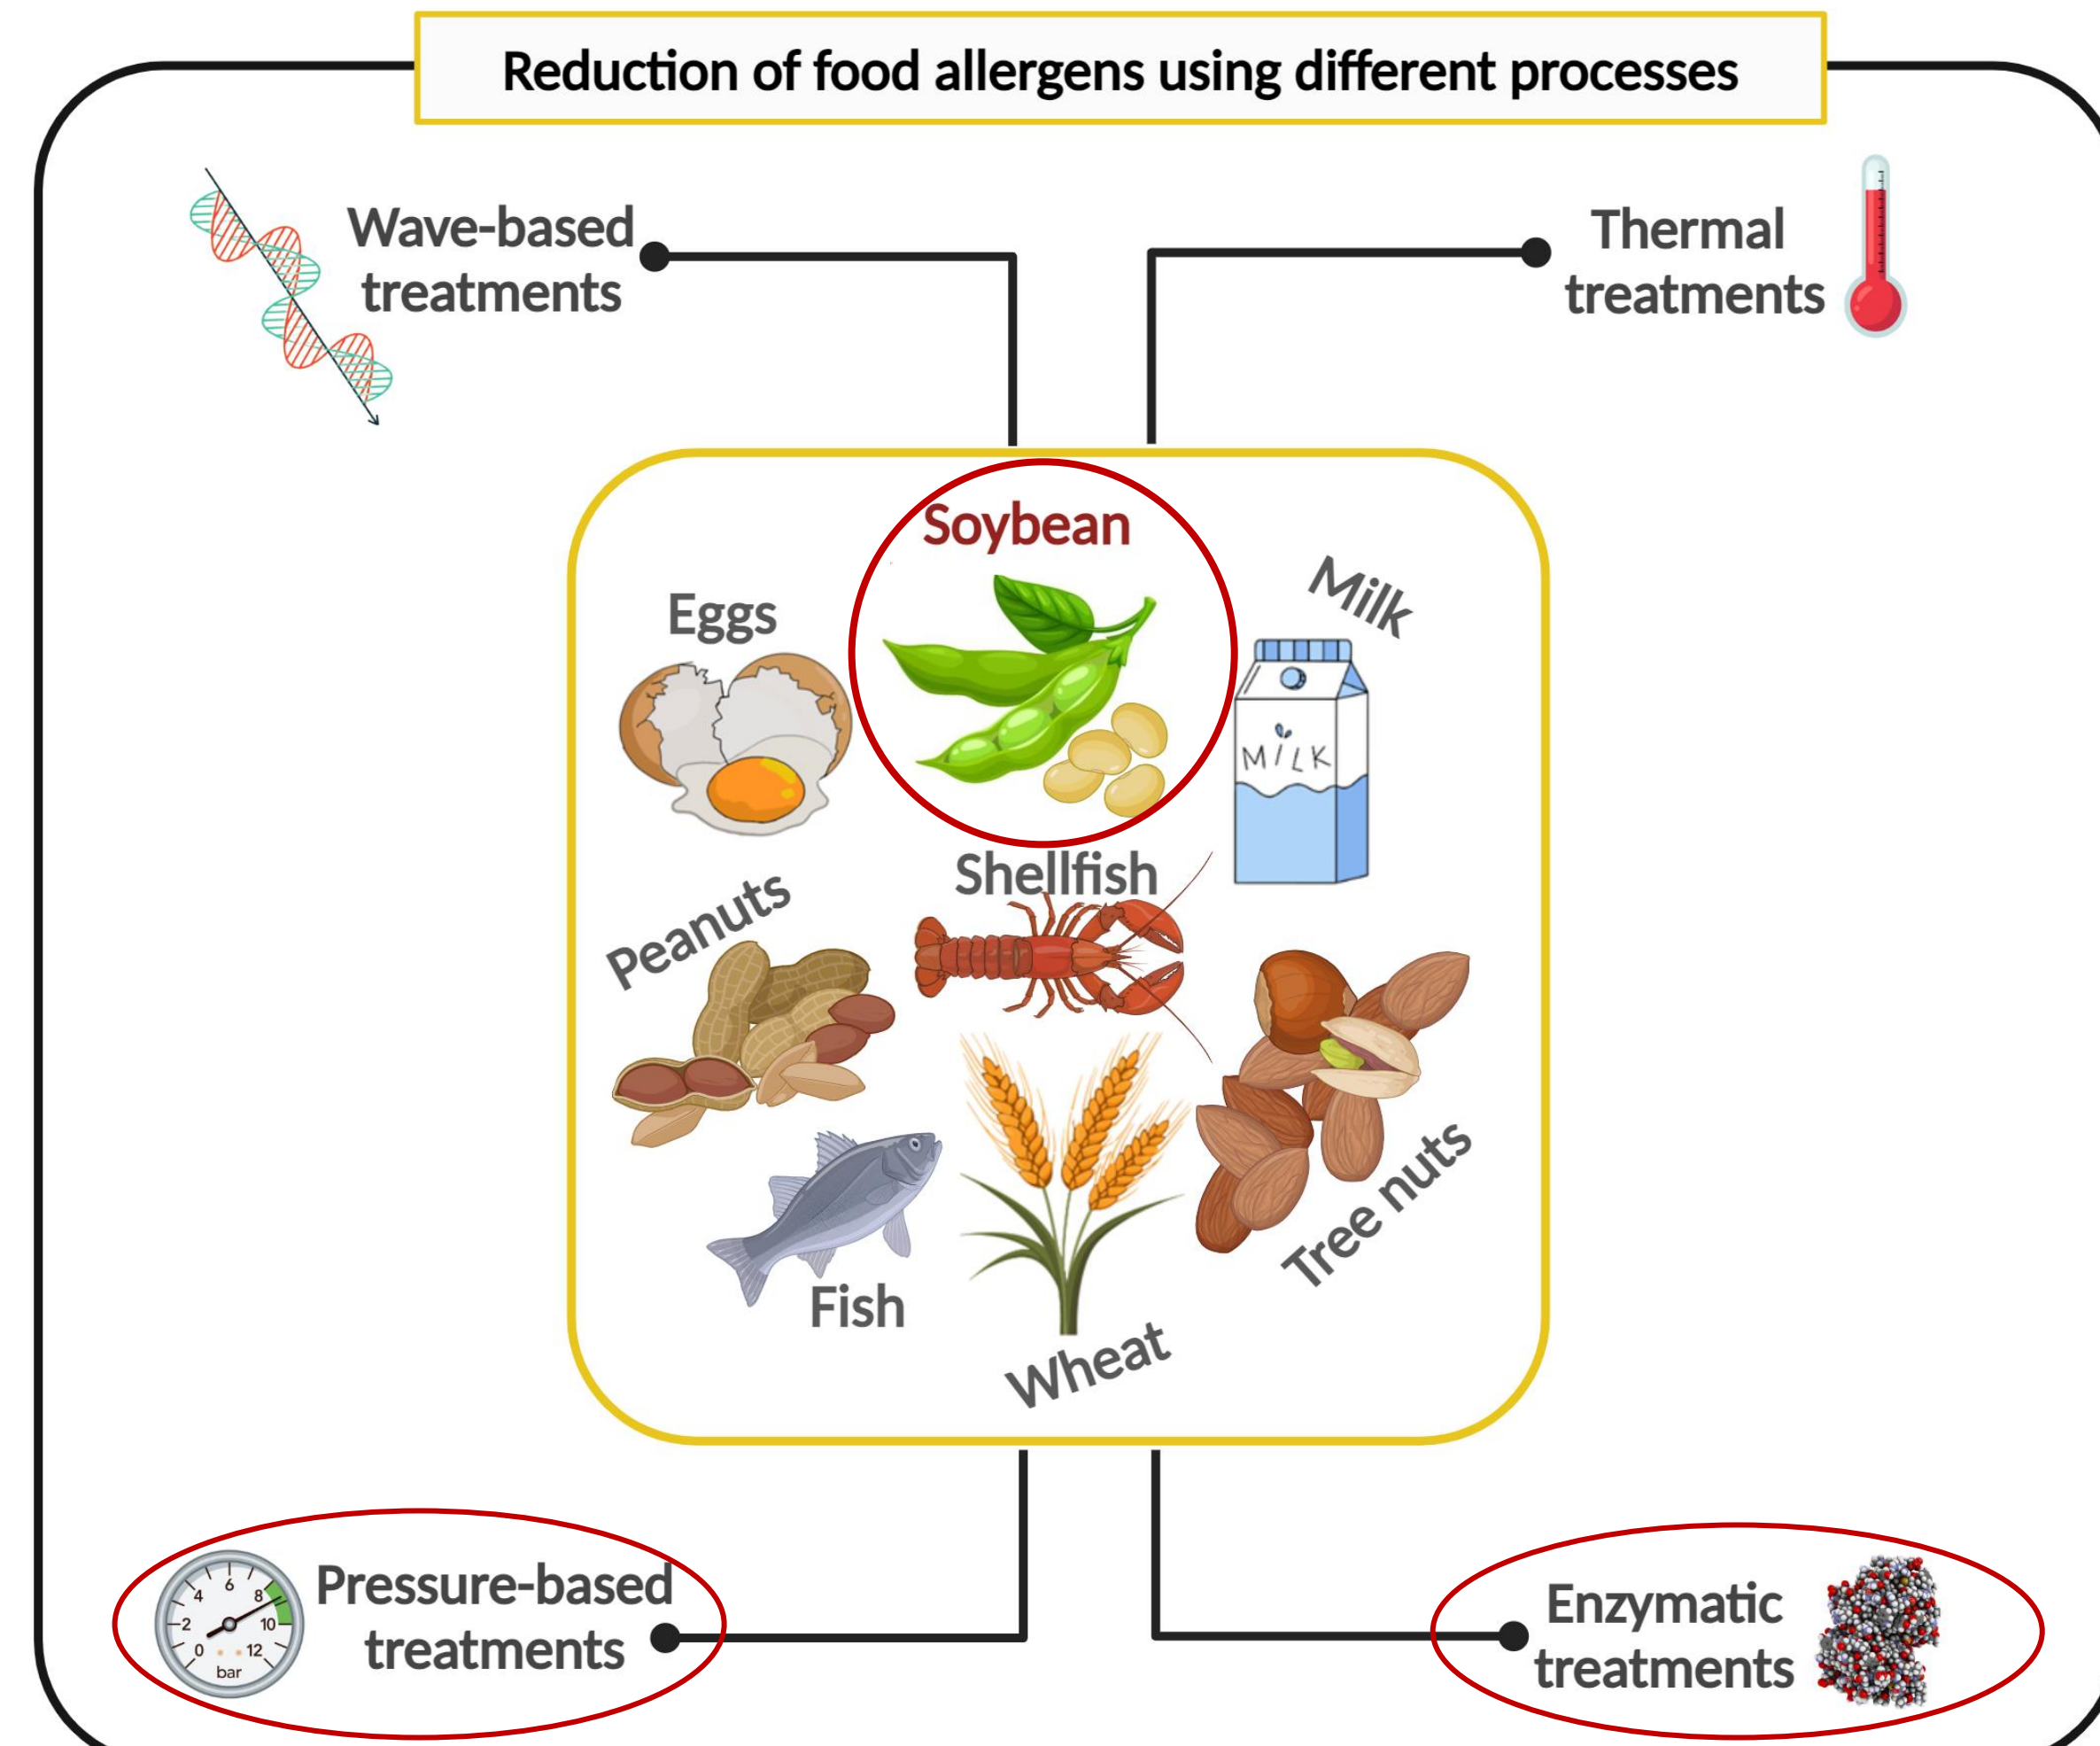 Reduction of food allergens using different processes
Wave-based
treatments
Thermal
treatments
Soybean
Eggs
Milk
MILK
Peanuts
Shellfish
Tree nuts
Fish
Wheat
Pressure-based
treatments
0 2 4 6 8 10 12
bar
Enzymatic
treatments